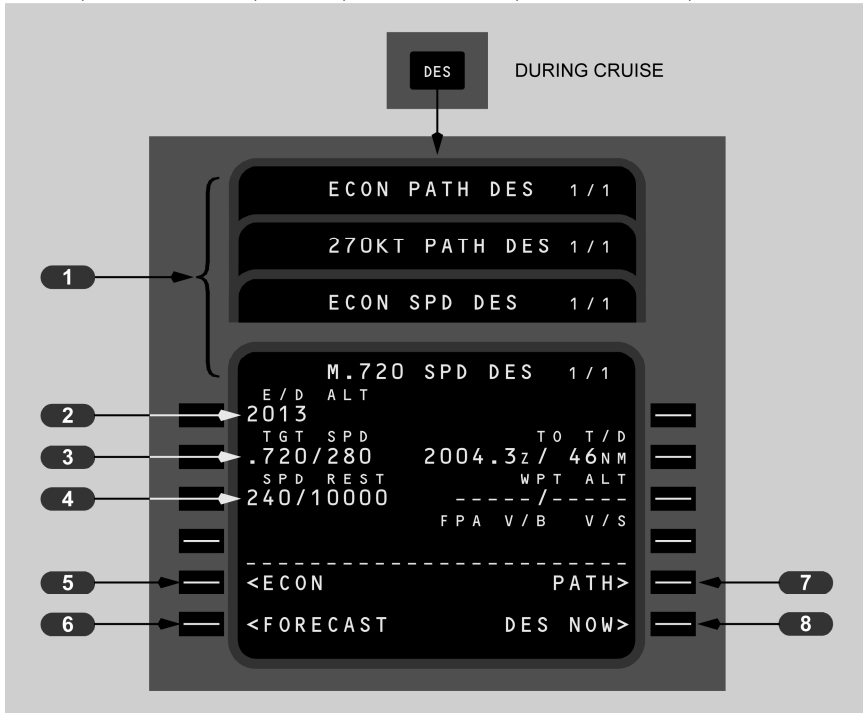 DES DURING CRUISE
ECON PATH DES 1/1
270KT PATH DES 1/1
1
ECON SPD DES 1/1
M.720 SPD DES 1/1
E/D ALT
2 2013
TGT SPD TO T/D
3 .720/280 2004.3z/ 46NM
SPD REST WPT ALT
4 240/10000 -----/-----
FPA V/B V/S
------------------------
5 <ECON PATH> 7
6 <FORECAST DES NOW> 8